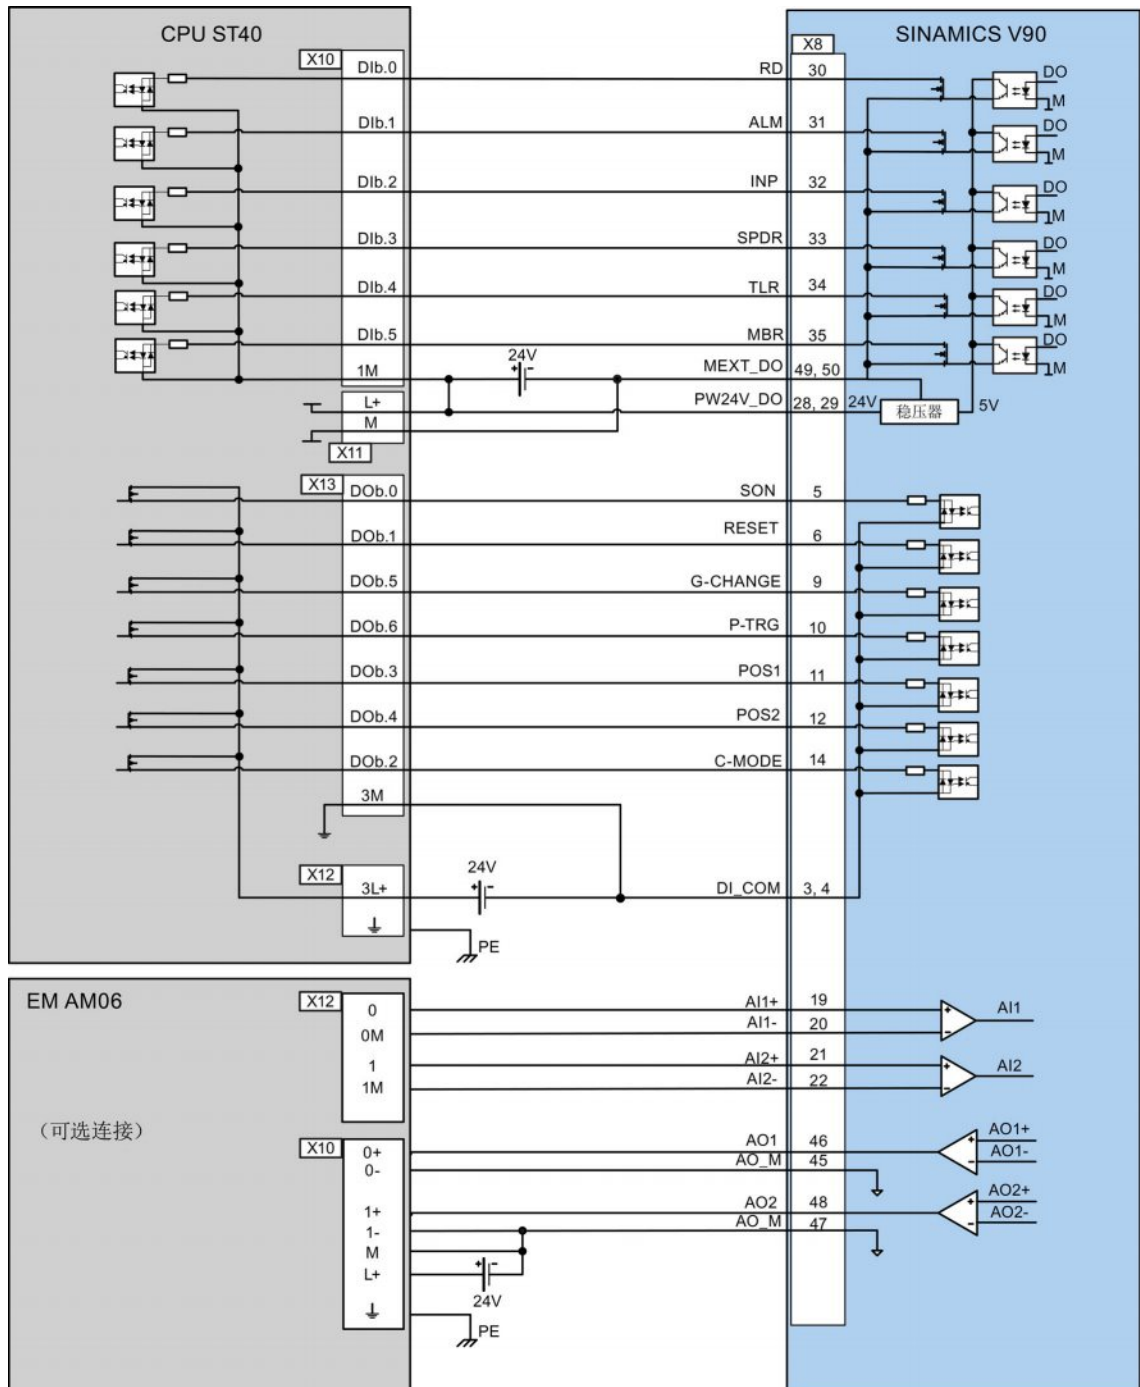 CPU ST40
SINAMICS V90
X10
X8
DIb.0
RD
30
DO
M
DIb.1
ALM
31
DO
M
DIb.2
INP
32
DO
M
DIb.3
SPDR
33
DO
M
DIb.4
TLR
34
DO
M
DIb.5
MBR
35
DO
M
1M
24V
+ -
MEXT_DO
49, 50
L+
PW24V_DO
28, 29
24V
稳压器
5V
M
X11
X13
DOb.0
SON
5
DOb.1
RESET
6
DOb.5
G-CHANGE
9
DOb.6
P-TRG
10
DOb.3
POS1
11
DOb.4
POS2
12
DOb.2
C-MODE
14
3M
X12
3L+
24V
+ -
DI_COM
3, 4
PE
EM AM06
X12
0
AI1+
19
+
AI1
0M
AI1-
20
-
1
AI2+
21
+
AI2
1M
AI2-
22
-
（可选连接）
X10
0+
AO1
46
+
AO1+
0-
AO_M
45
-
AO1-
1+
AO2
48
+
AO2+
1-
AO_M
47
-
AO2-
M
L+
+ -
24V
PE